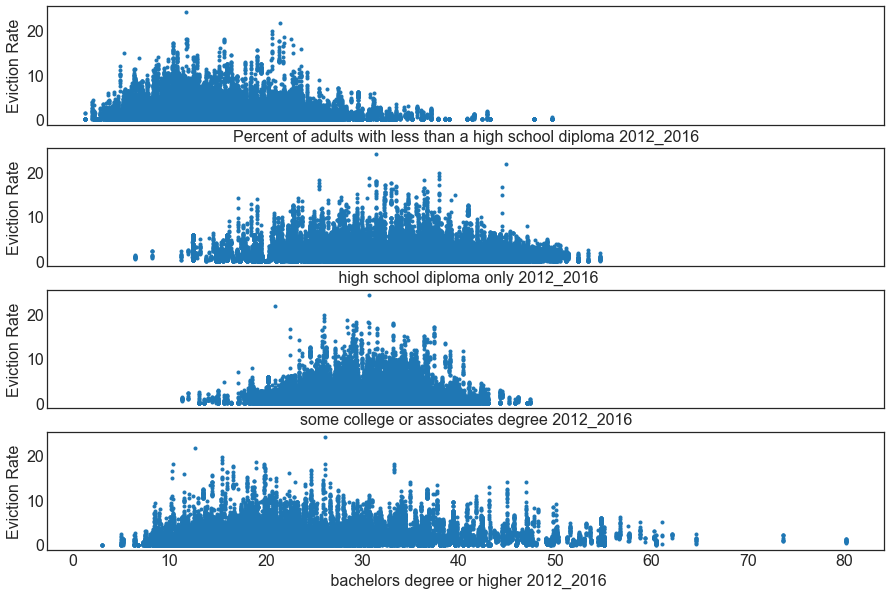 Eviction Rate
20
10
0
Percent of adults with less than a high school diploma 2012_2016
Eviction Rate
20
10
0
high school diploma only 2012_2016
Eviction Rate
20
10
0
some college or associates degree 2012_2016
Eviction Rate
20
10
0
0 10 20 30 40 50 60 70 80
bachelors degree or higher 2012_2016